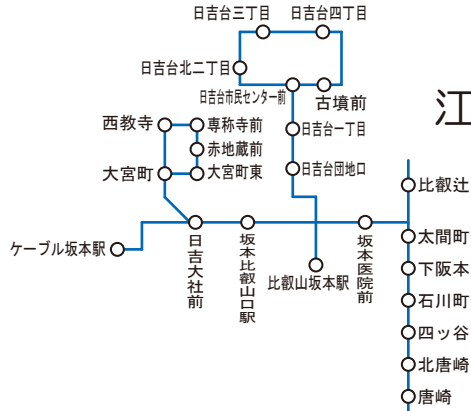 日吉台三丁目
日吉台四丁目
日吉台北二丁目
日吉台市民センター前
古墳前
江
西教寺
専称寺前
日吉台一丁目
赤地蔵前
大宮町
大宮町東
日吉台団地口
比叡辻
ケーブル坂本駅
日吉大社前
坂本比叡山口駅
比叡山坂本駅
坂本医院前
太間町
下阪本
石川町
四ッ谷
北唐崎
唐崎